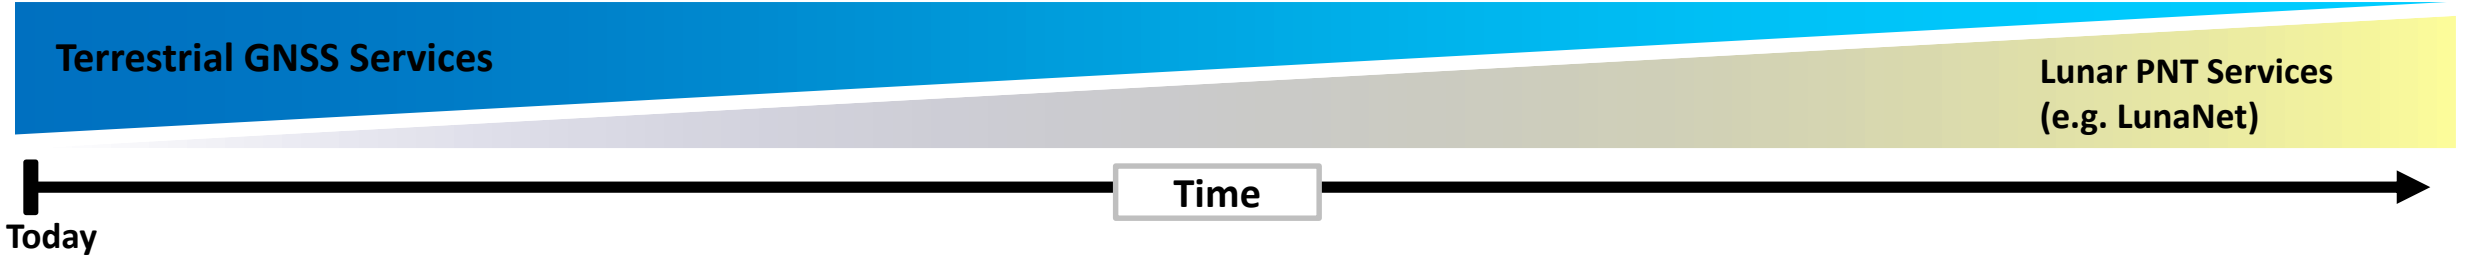 Terrestrial GNSS Services
Lunar PNT Services
(e.g. LunaNet)
Time
Today